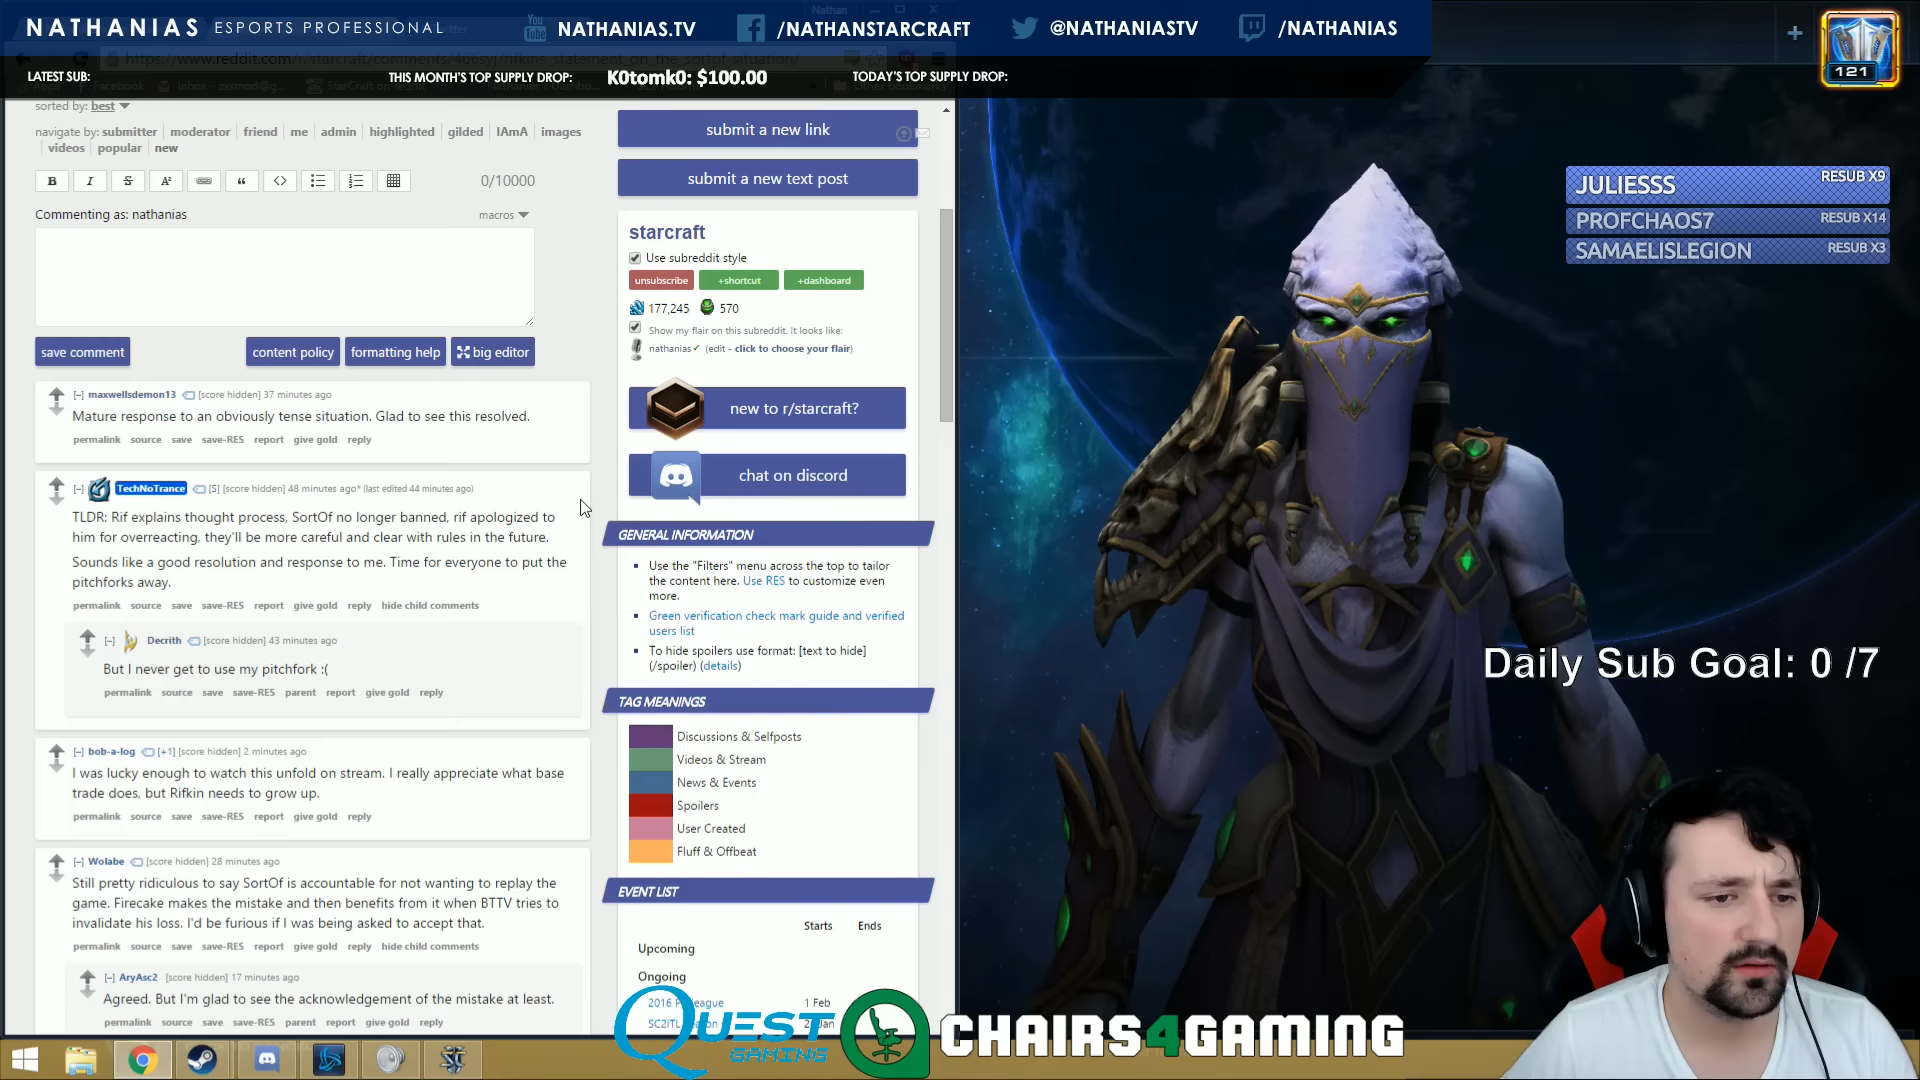 NATHANIAS ESPORTS PROFESSIONAL
You Tube NATHANIAS.TV
/NATHANSTARCRAFT
@NATHANIASTV
/NATHANIAS
Nathan
121
https://www.reddit.com/r/starcraft/comments/466syj/rifkins_statement_on_the_sortof_situation/
LATEST SUB:
THIS MONTH'S TOP SUPPLY DROP: K0tomk0: $100.00
TODAY'S TOP SUPPLY DROP:
sorted by: best
navigate by: submitter moderator friend me admin highlighted gilded IAmA images
videos popular new
B I S A² 0/10000
Commenting as: nathanias macros
save comment content policy formatting help big editor
[–] maxwellsdemon13 [score hidden] 37 minutes ago
Mature response to an obviously tense situation. Glad to see this resolved.
permalink source save save-RES report give gold reply
[–] TechNoTrance [S] [score hidden] 48 minutes ago* (last edited 44 minutes ago)
TLDR: Rif explains thought process, SortOf no longer banned, rif apologized to
him for overreacting, they'll be more careful and clear with rules in the future.
Sounds like a good resolution and response to me. Time for everyone to put the
pitchforks away.
permalink source save save-RES report give gold reply hide child comments
[–] Decrith [score hidden] 43 minutes ago
But I never get to use my pitchfork :(
permalink source save save-RES parent report give gold reply
[–] bob-a-log [+1] [score hidden] 2 minutes ago
I was lucky enough to watch this unfold on stream. I really appreciate what base
trade does, but Rifkin needs to grow up.
permalink source save save-RES report give gold reply
[–] Wolabe [score hidden] 28 minutes ago
Still pretty ridiculous to say SortOf is accountable for not wanting to replay the
game. Firecake makes the mistake and then benefits from it when BTTV tries to
invalidate his loss. I'd be furious if I was being asked to accept that.
permalink source save save-RES report give gold reply hide child comments
[–] AryAsc2 [score hidden] 17 minutes ago
Agreed. But I'm glad to see the acknowledgement of the mistake at least.
permalink source save save-RES parent report give gold reply
submit a new link
submit a new text post
starcraft
Use subreddit style
unsubscribe +shortcut +dashboard
177,245 570
Show my flair on this subreddit. It looks like:
nathanias ✓ (edit - click to choose your flair)
new to r/starcraft?
chat on discord
GENERAL INFORMATION
Use the "Filters" menu across the top to tailor
the content here. Use RES to customize even
more.
Green verification check mark guide and verified
users list
To hide spoilers use format: [text to hide]
(/spoiler) (details)
TAG MEANINGS
Discussions & Selfposts
Videos & Stream
News & Events
Spoilers
User Created
Fluff & Offbeat
EVENT LIST
Starts Ends
Upcoming
Ongoing
2016 1 Feb
SC2ITL Jan
JULIESSS RESUB X9
PROFCHAOS7 RESUB X14
SAMAELISLEGION RESUB X3
Daily Sub Goal: 0 /7
QUEST GAMING
CHAIRS4GAMING